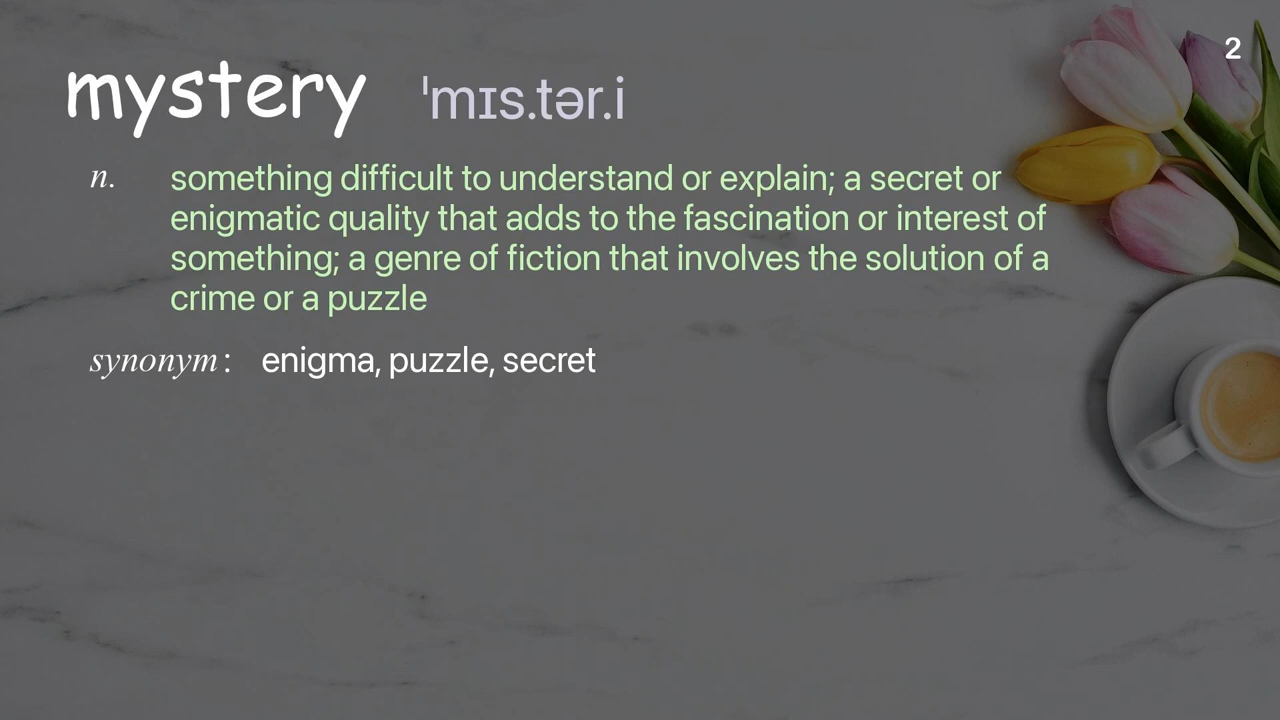 2
mystery ˈmɪs.tər.i
n. something difficult to understand or explain; a secret or
enigmatic quality that adds to the fascination or interest of
something; a genre of fiction that involves the solution of a
crime or a puzzle
synonym: enigma, puzzle, secret